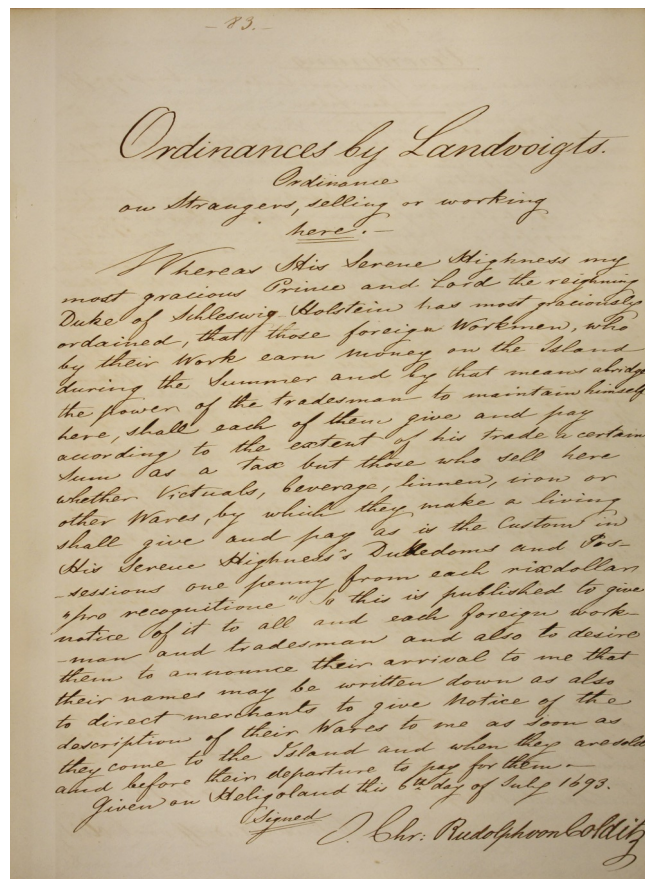 - 83. -
Ordinances by Landvoigts.
Ordinance
on Strangers, selling or working
here. -
Whereas His Serene Highness my
most gracious Prince and Lord the reigning
Duke of Schleswig Holstein has most graciously
ordained, that those foreign Workmen, who
by their Work earn money on the Island
during the Summer and by that means abridge
the power of the tradesman to maintain himself
here, shall each of them give and pay
according to the extent of his trade a certain
Sum as a tax but those who sell here
whether Victuals, beverage, linnen, iron or
other Wares, by which they make a living
shall give and pay as is the Custom in
His Serene Highness's Dukedoms and Pos-
-sessions one penny from each rixdollar
"pro recognitione" So this is published to give
notice of it to all and each foreign work-
-man and tradesman and also to desire
them to announce their arrival to me that
their names may be written down as also
to direct merchants to give Notice of the
description of their Wares to me as soon as
they come to the Island and when they are sold
and before their departure to pay for them -
Given on Heligoland this 6th day of July 1693.
Signed
J. Chr: Rudolph von Colditz